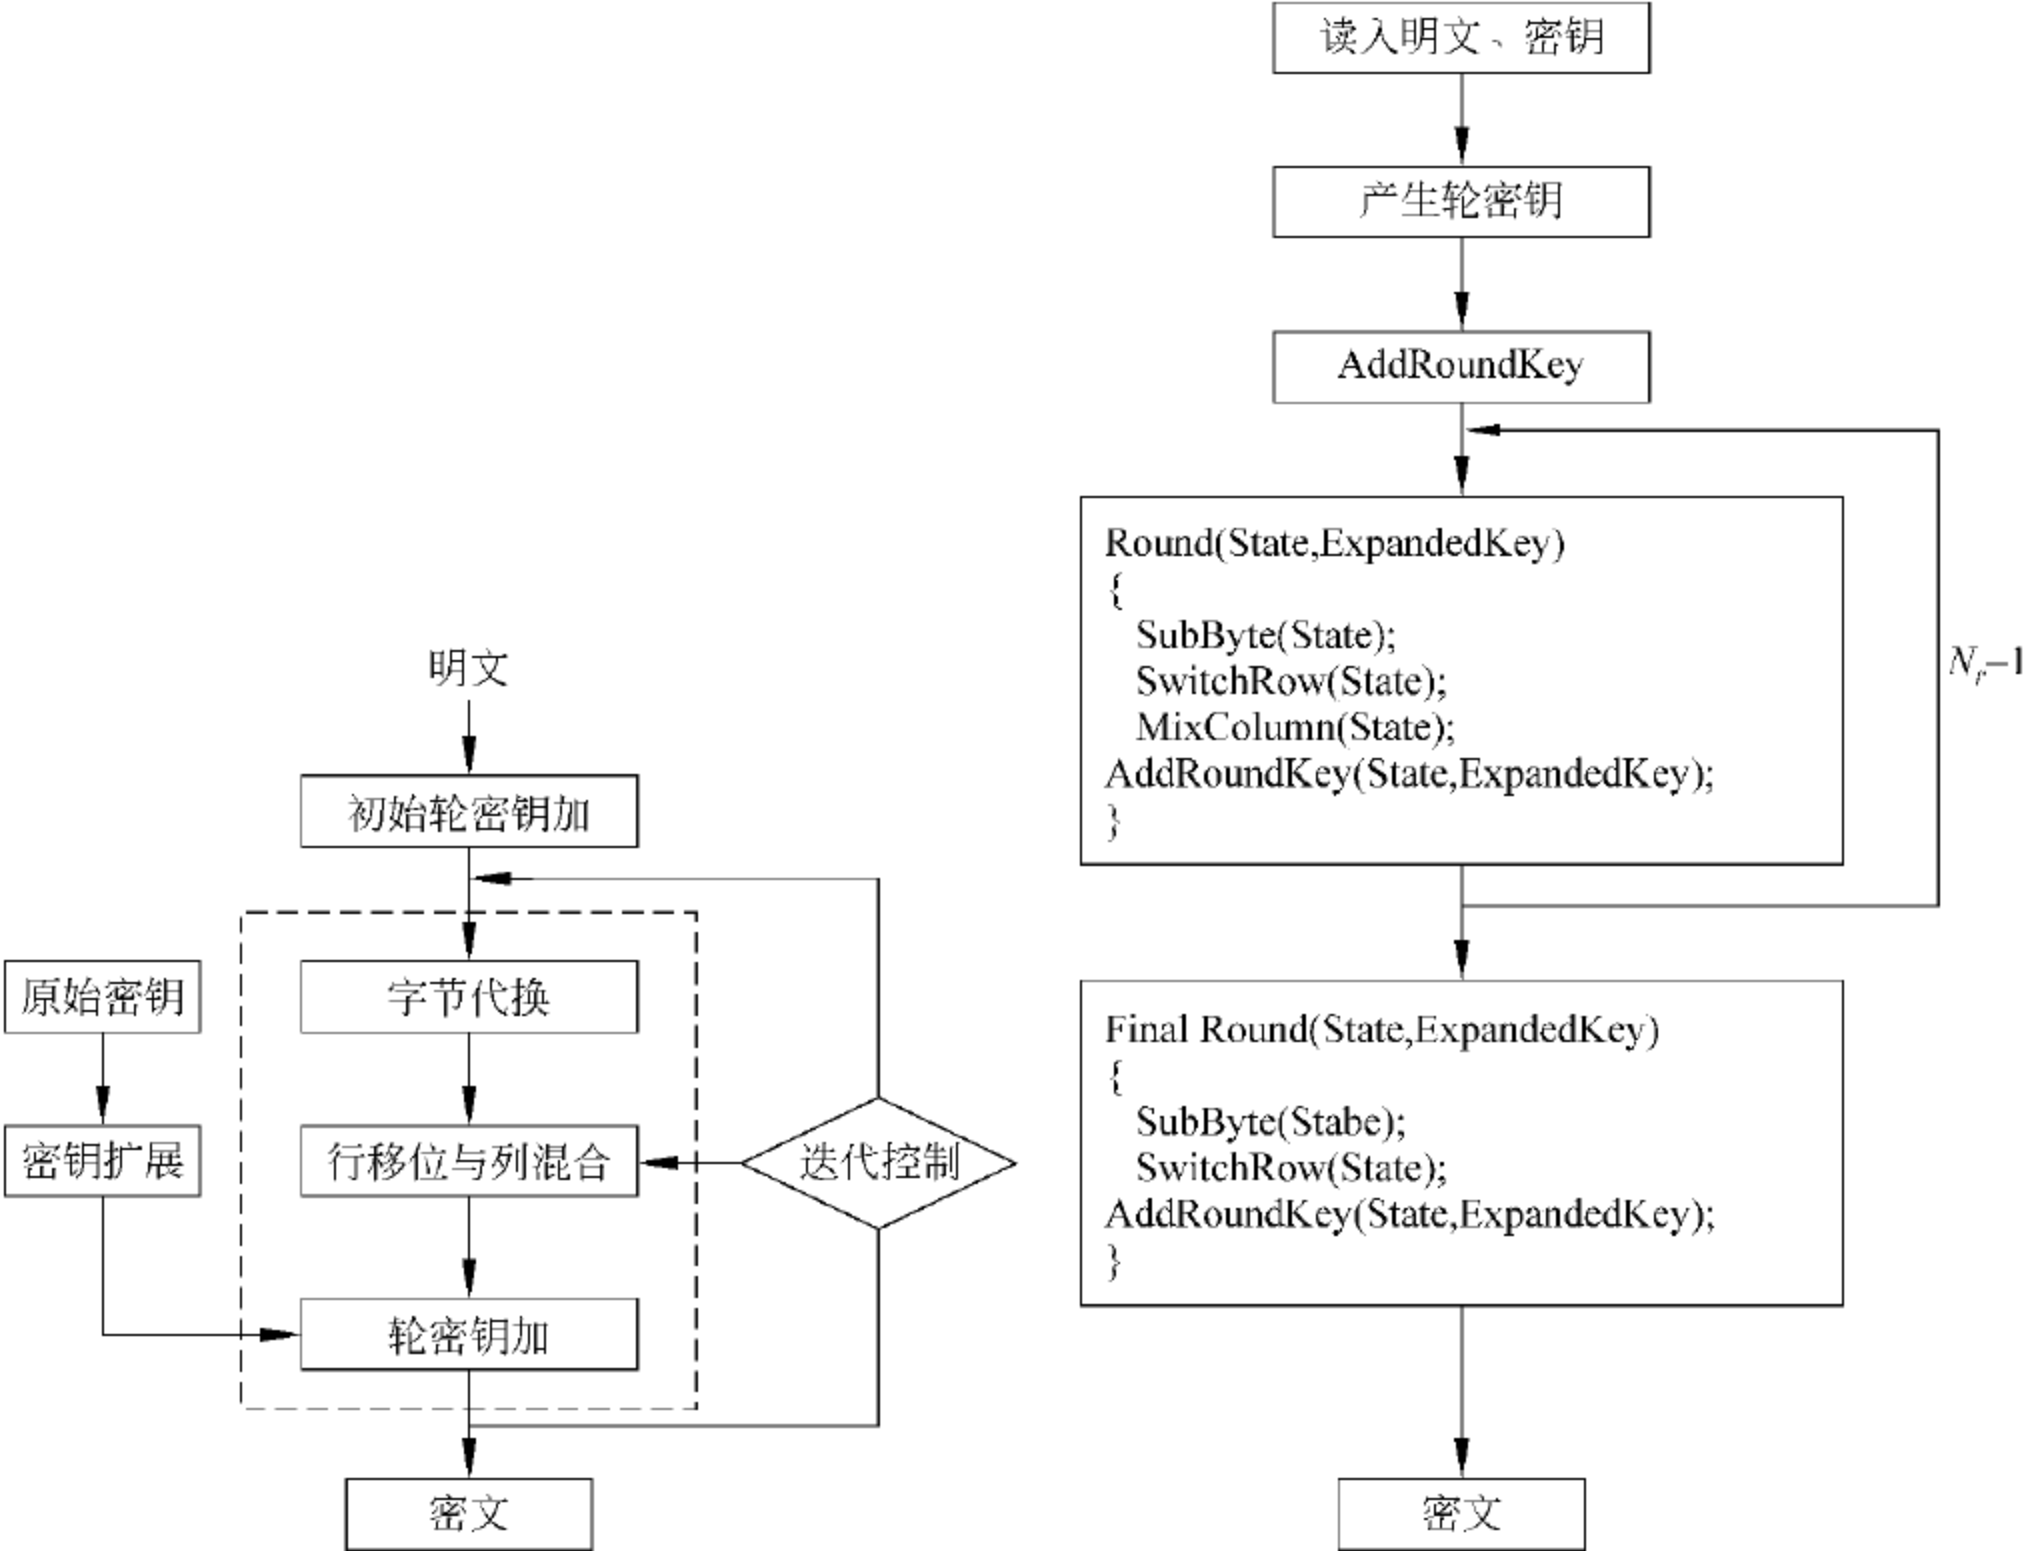 明文
初始轮密钥加
原始密钥
密钥扩展
字节代换
行移位与列混合
轮密钥加
迭代控制
密文
读入明文、密钥
产生轮密钥
AddRoundKey
Round(State,ExpandedKey)
{
SubByte(State);
SwitchRow(State);
MixColumn(State);
AddRoundKey(State,ExpandedKey);
}
Nr–1
Final Round(State,ExpandedKey)
{
SubByte(Stabe);
SwitchRow(State);
AddRoundKey(State,ExpandedKey);
}
密文